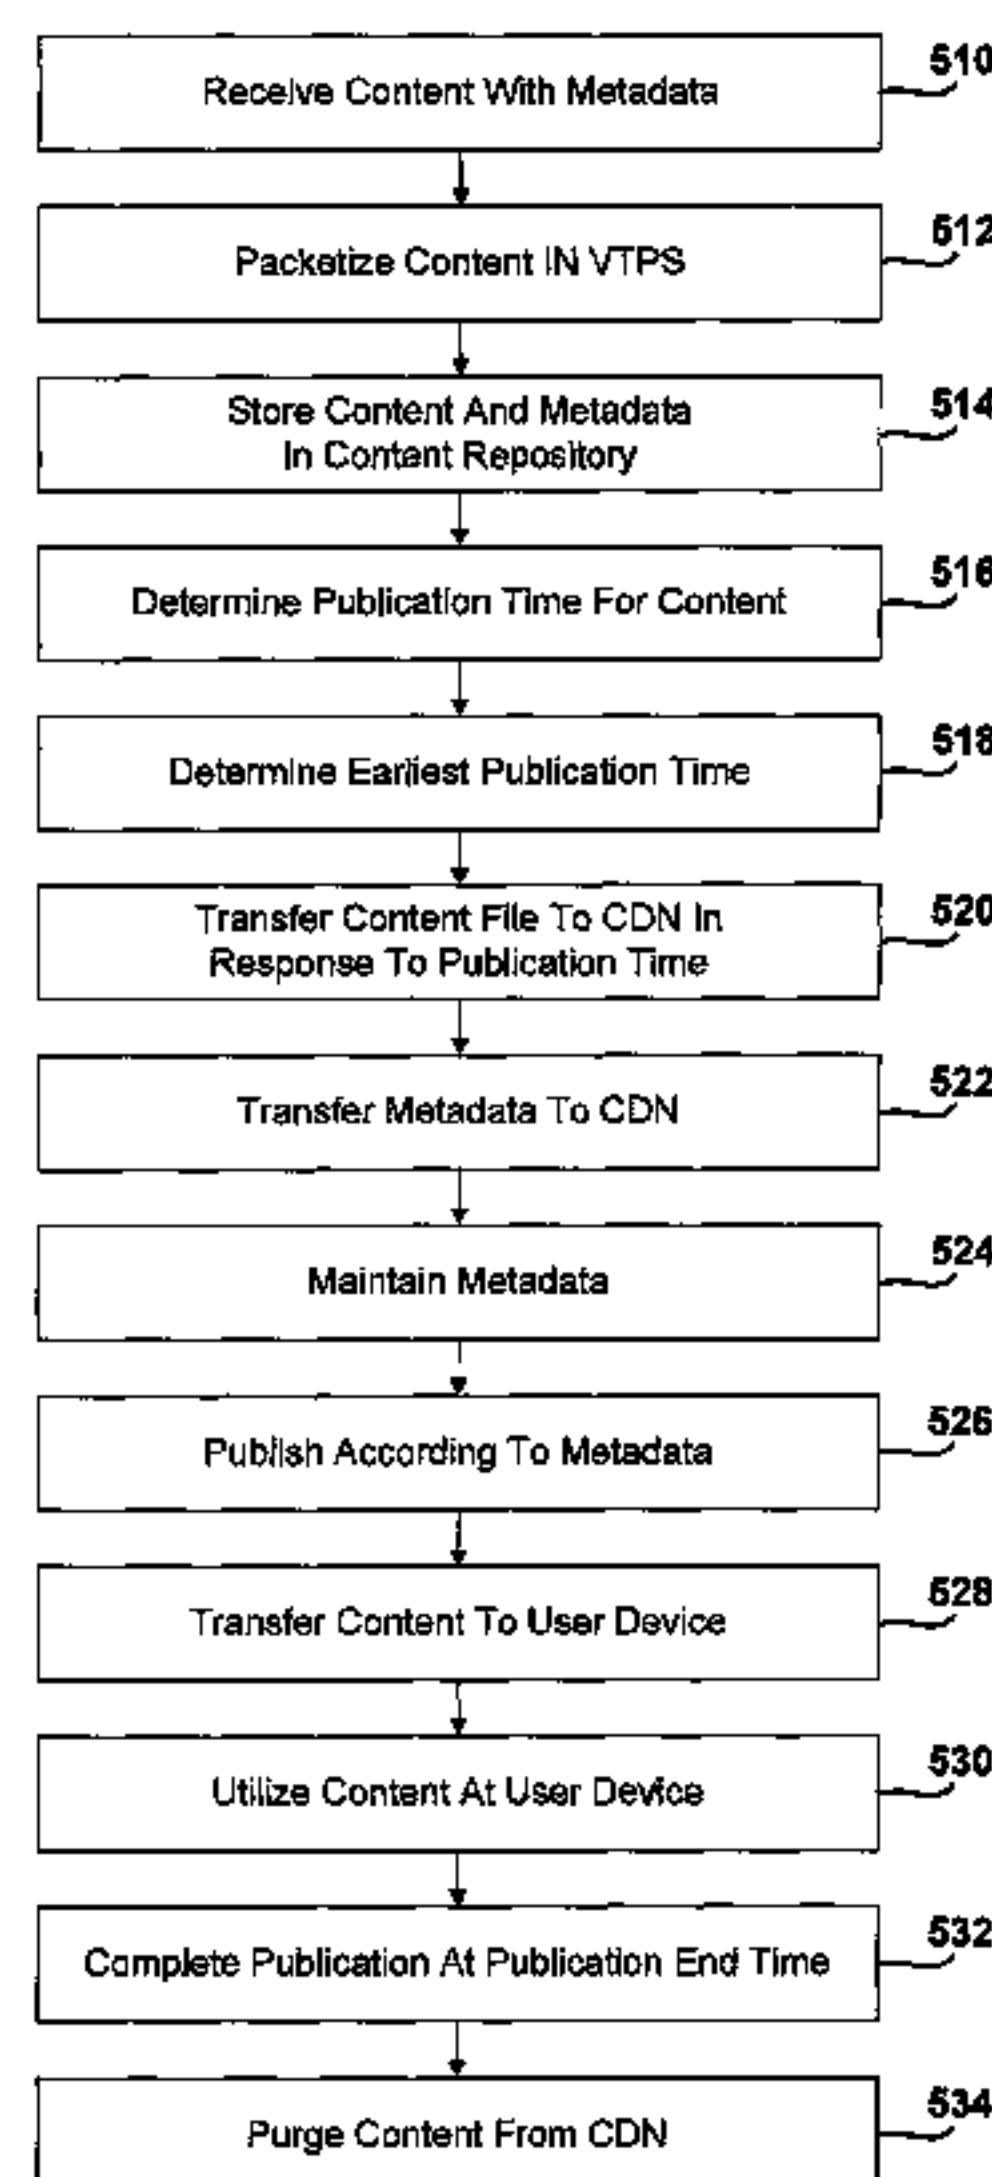 Receive Content With Metadata
510
Packetize Content IN VTPS
512
Store Content And Metadata
In Content Repository
514
Determine Publication Time For Content
516
Determine Earliest Publication Time
518
Transfer Content File To CDN In
Response To Publication Time
520
Transfer Metadata To CDN
522
Maintain Metadata
524
Publish According To Metadata
526
Transfer Content To User Device
528
Utilize Content At User Device
530
Complete Publication At Publication End Time
532
Purge Content From CDN
534